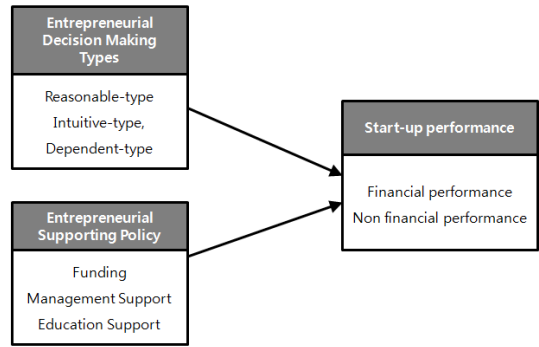 Entrepreneurial
Decision Making
Types
Reasonable-type
Intuitive-type,
Dependent-type
Entrepreneurial
Supporting Policy
Funding
Management Support
Education Support
Start-up performance
Financial performance
Non financial performance